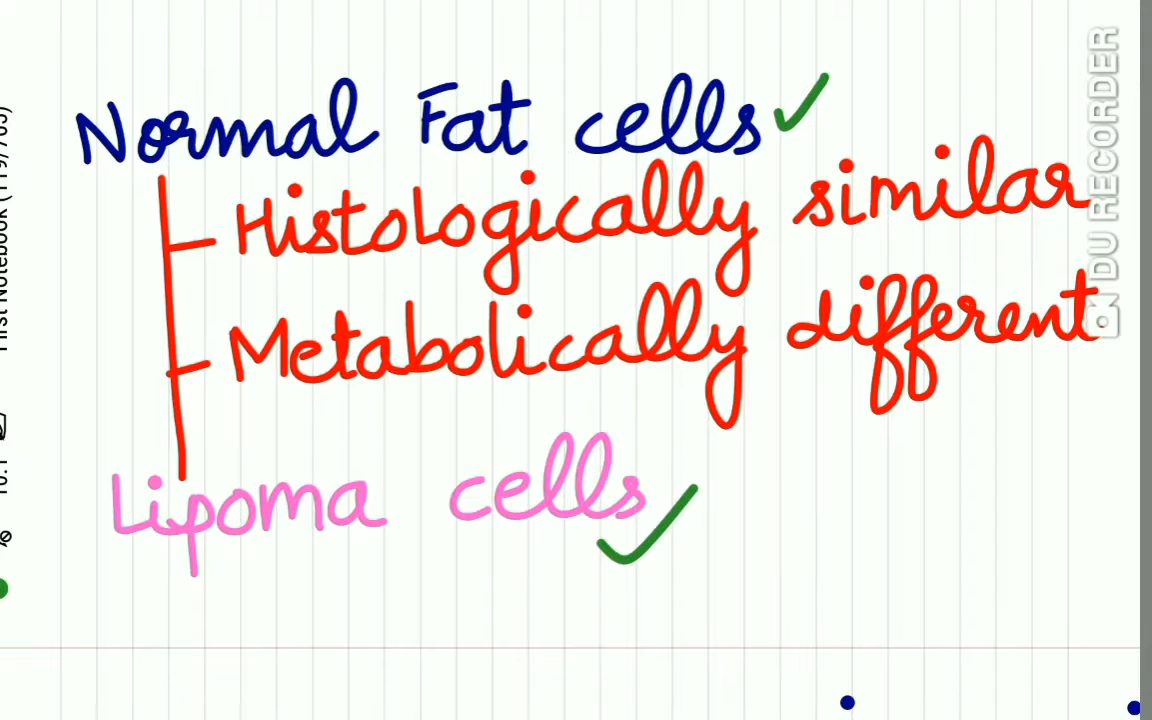 Normal Fat cells
Histologically similar
Metabolically different
Lipoma cells
DU RECORDER